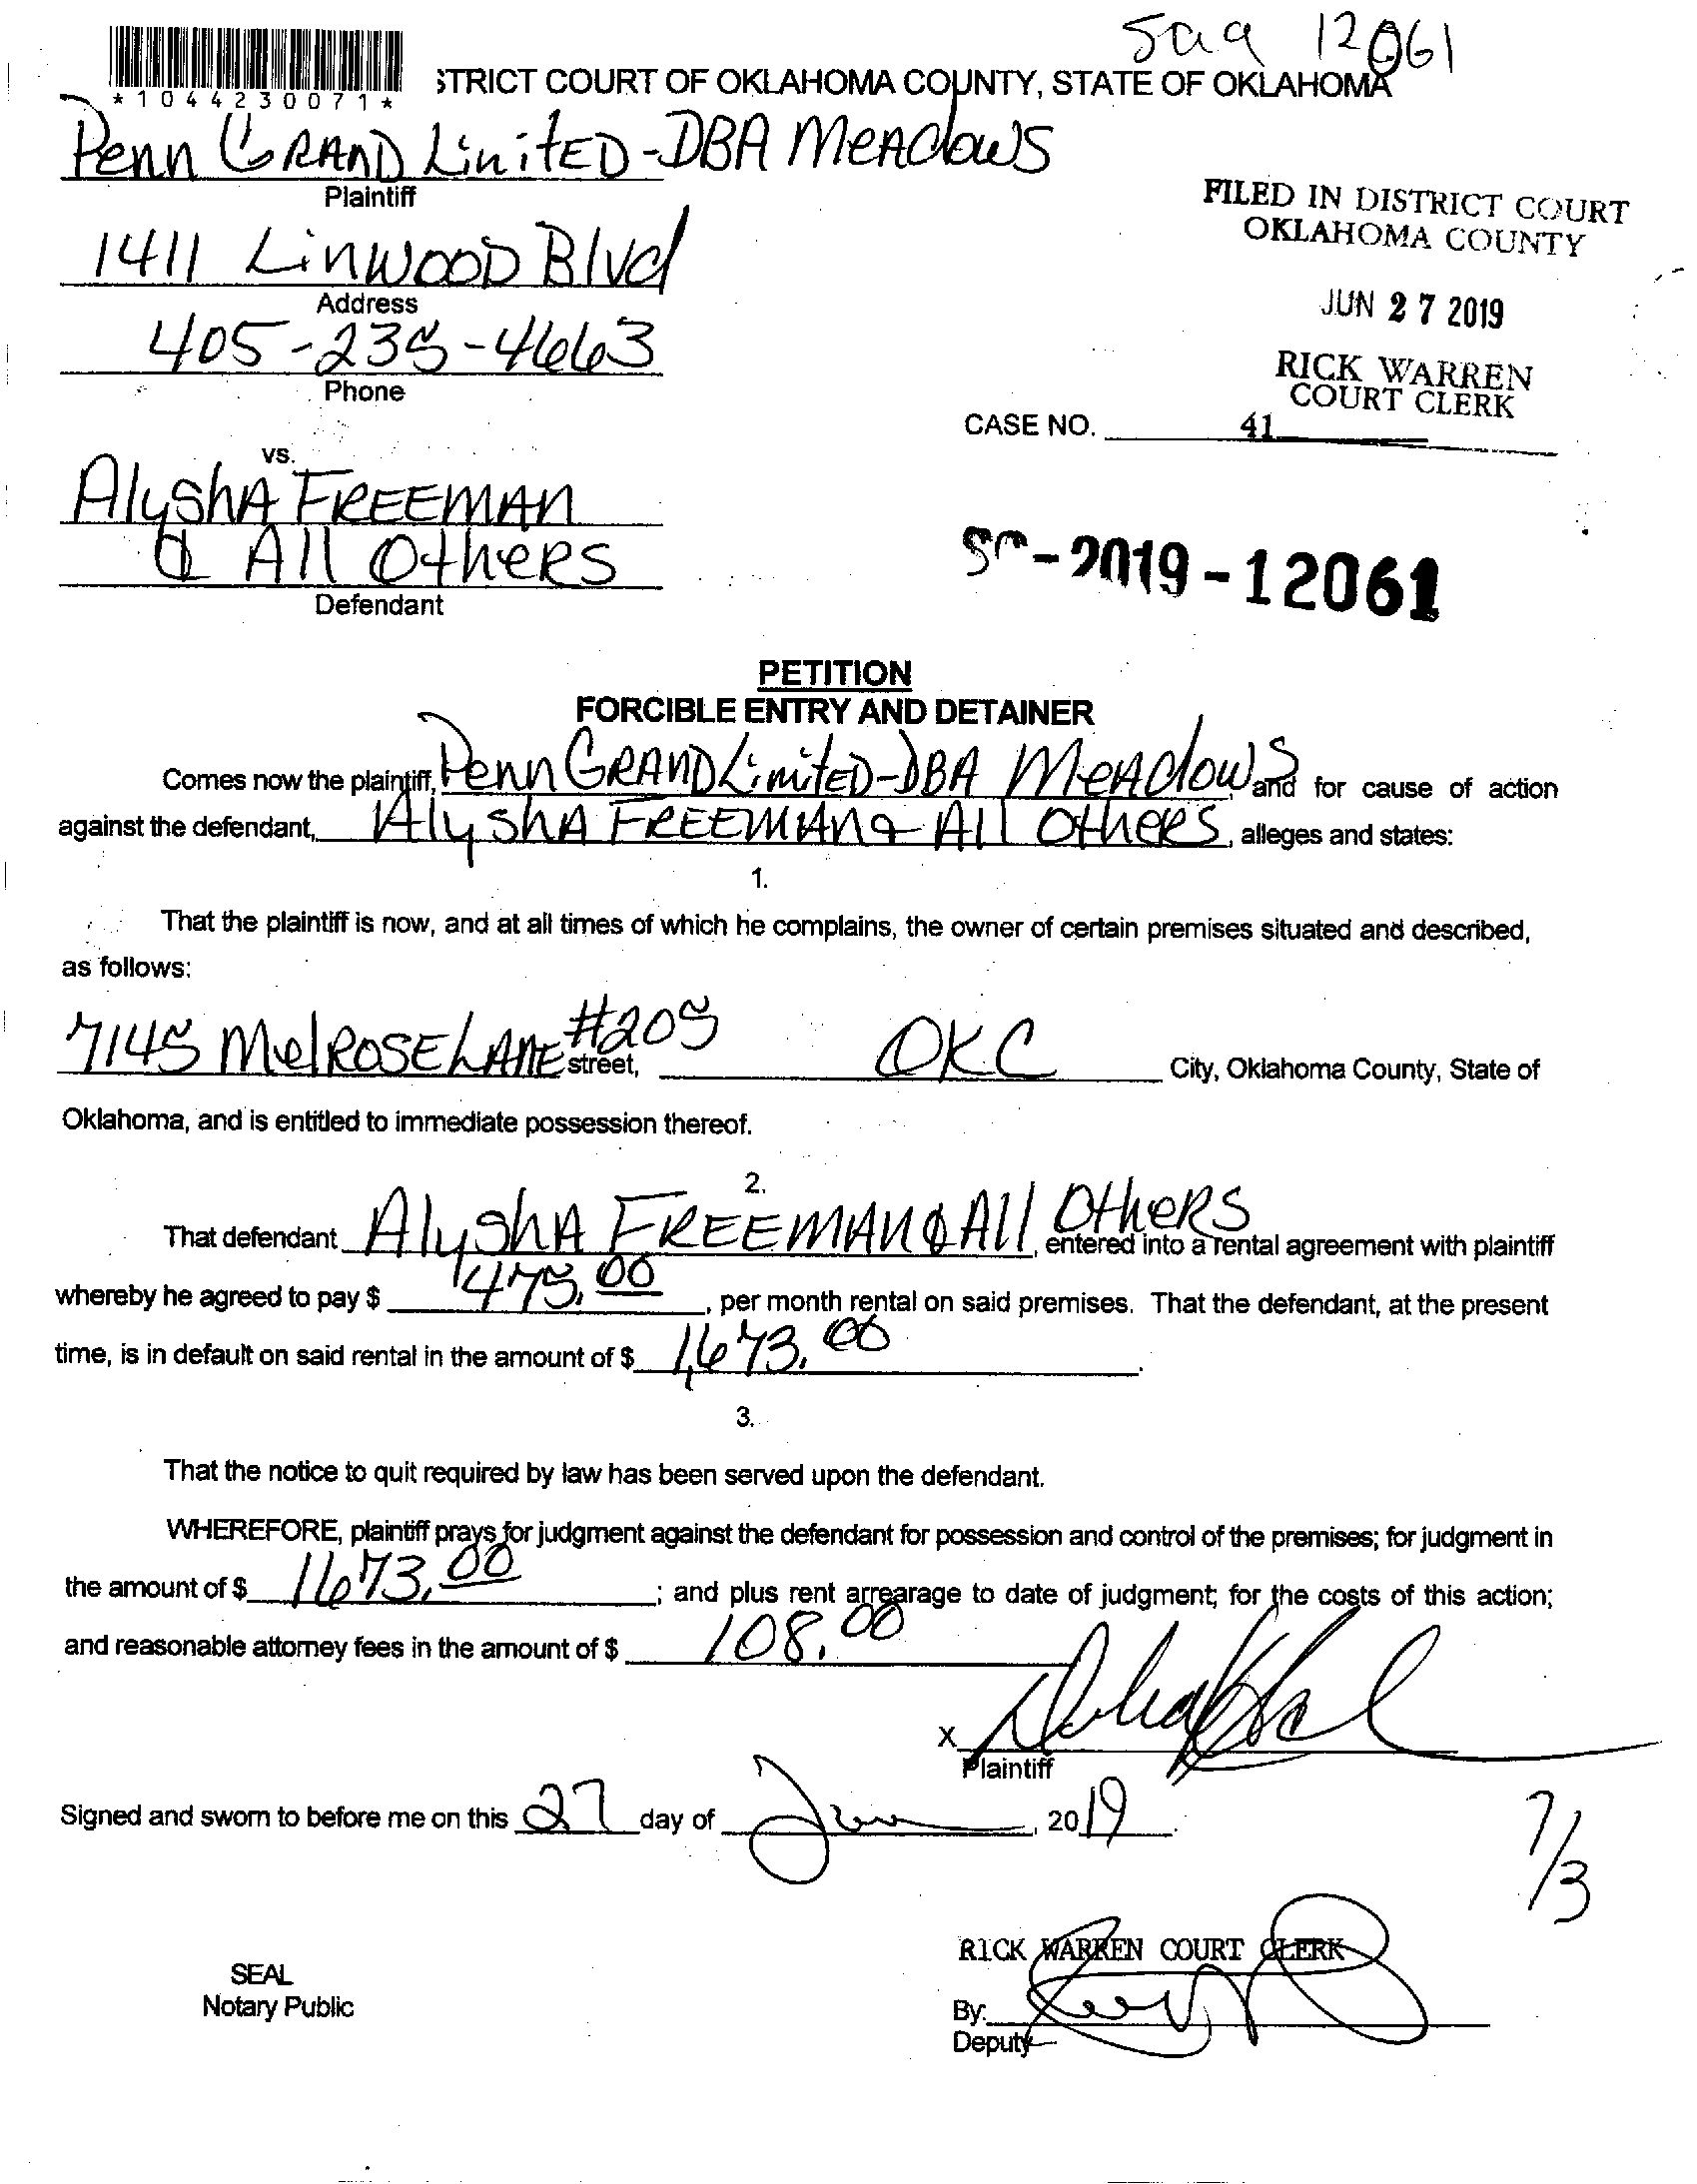 Saa 12061
*1044230071*
STRICT COURT OF OKLAHOMA COUNTY, STATE OF OKLAHOMA
Penn GRAND LimitED-DBA MeAdowS
Plaintiff
1411 LinWOOD Blvd
Address
405-235-4663
Phone
FILED IN DISTRICT COURT
OKLAHOMA COUNTY
JUN 27 2019
RICK WARREN
COURT CLERK
CASE NO. 41
vs.
AlyshA FREEMAN
& All OtheRS
Defendant
SC-2019-12061
PETITION
FORCIBLE ENTRY AND DETAINER
Comes now the plaintiff, Penn GRAND LimitED-DBA MeAdowS and for cause of action
against the defendant, AlyshA FREEMAN & All OtheRS, alleges and states:
1.
That the plaintiff is now, and at all times of which he complains, the owner of certain premises situated and described,
as follows:
7145 MelROSE LANE #205 street, OKC City, Oklahoma County, State of
Oklahoma, and is entitled to immediate possession thereof.
2.
That defendant AlyshA FREEMAN & All OtheRS, entered into a rental agreement with plaintiff
whereby he agreed to pay $ 475.00, per month rental on said premises. That the defendant, at the present
time, is in default on said rental in the amount of $ 1,673.00.
3.
That the notice to quit required by law has been served upon the defendant.
WHEREFORE, plaintiff prays for judgment against the defendant for possession and control of the premises; for judgment in
the amount of $ 1673.00; and plus rent arrearage to date of judgment; for the costs of this action;
and reasonable attorney fees in the amount of $ 108.00
X
Plaintiff
Signed and sworn to before me on this 27 day of June, 2019.
7/3
RICK WARREN COURT CLERK
SEAL
Notary Public
By:
Deputy